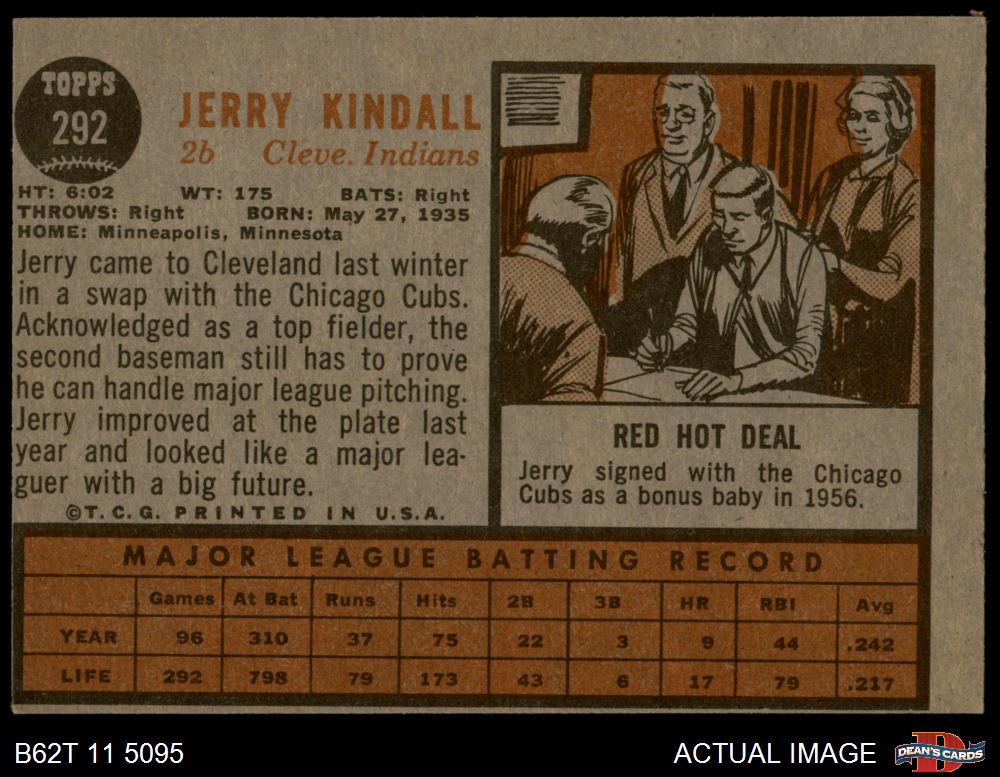 TOPPS
292
JERRY KINDALL
2b Cleve. Indians
HT: 6:02 WT: 175 BATS: Right
THROWS: Right BORN: May 27, 1935
HOME: Minneapolis, Minnesota
Jerry came to Cleveland last winter
in a swap with the Chicago Cubs.
Acknowledged as a top fielder, the
second baseman still has to prove
he can handle major league pitching.
Jerry improved at the plate last
year and looked like a major lea-
guer with a big future.
©T.C.G. PRINTED IN U.S.A.
RED HOT DEAL
Jerry signed with the Chicago
Cubs as a bonus baby in 1956.
MAJOR LEAGUE BATTING RECORD
Games At Bat Runs Hits 2B 3B HR RBI Avg
YEAR 96 310 37 75 22 3 9 44 .242
LIFE 292 798 79 173 43 6 17 79 .217
B62T 11 5095
ACTUAL IMAGE
D
DEAN'S CARDS